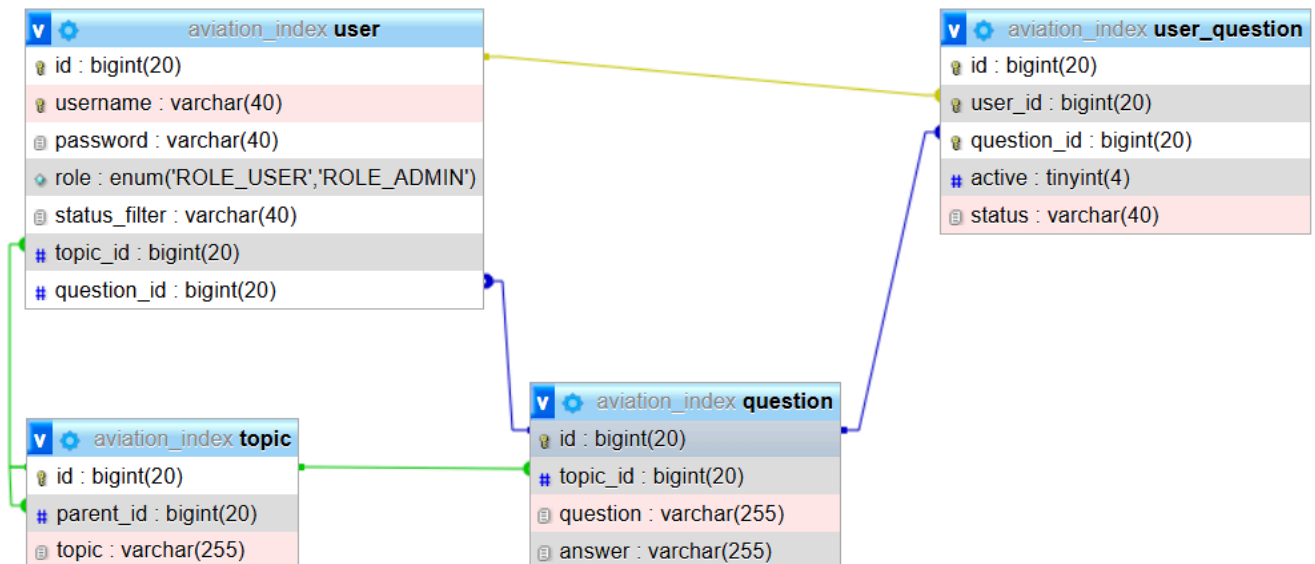 aviation_index user
id : bigint(20)
username : varchar(40)
password : varchar(40)
role : enum('ROLE_USER','ROLE_ADMIN')
status_filter : varchar(40)
topic_id : bigint(20)
question_id : bigint(20)
aviation_index user_question
id : bigint(20)
user_id : bigint(20)
question_id : bigint(20)
active : tinyint(4)
status : varchar(40)
aviation_index topic
id : bigint(20)
parent_id : bigint(20)
topic : varchar(255)
aviation_index question
id : bigint(20)
topic_id : bigint(20)
question : varchar(255)
answer : varchar(255)